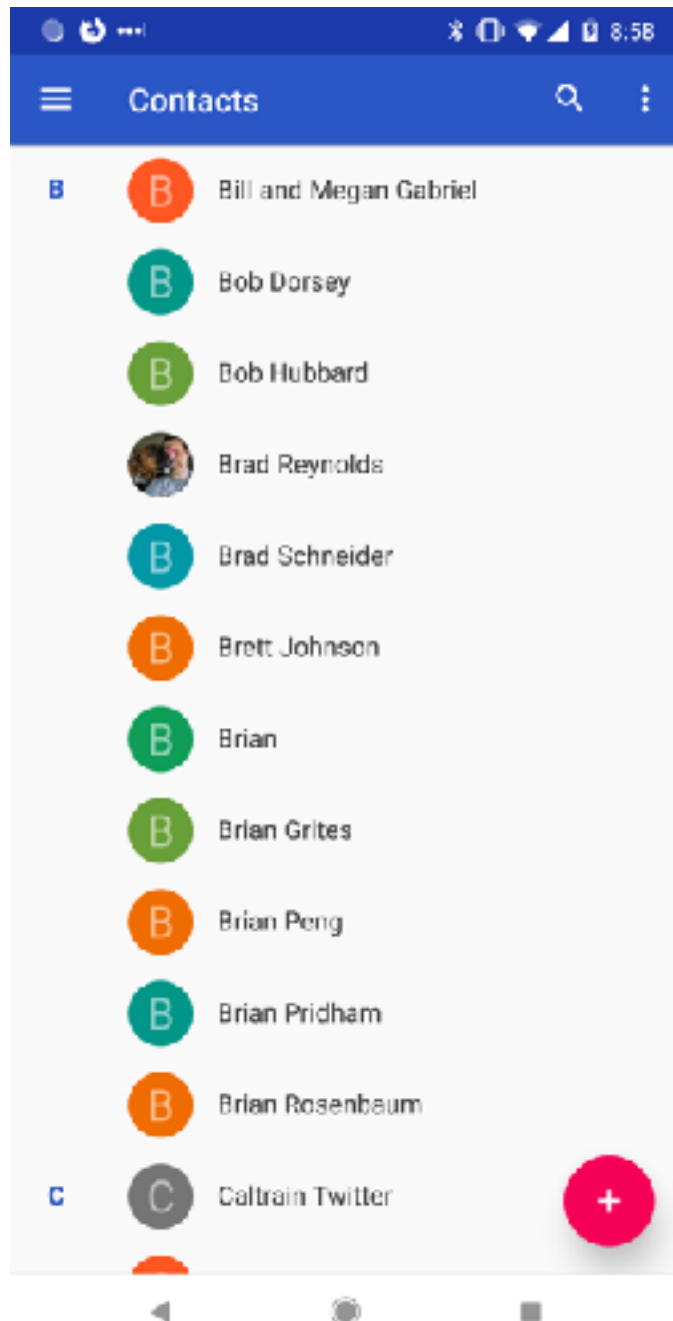 8:58
Contacts
B
B
Bill and Megan Gabriel
B
Bob Dorsey
B
Bob Hubbard
Brad Reynolds
B
Brad Schneider
B
Brett Johnson
B
Brian
B
Brian Grites
B
Brian Peng
B
Brian Pridham
B
Brian Rosenbaum
C
C
Caltrain Twitter
+